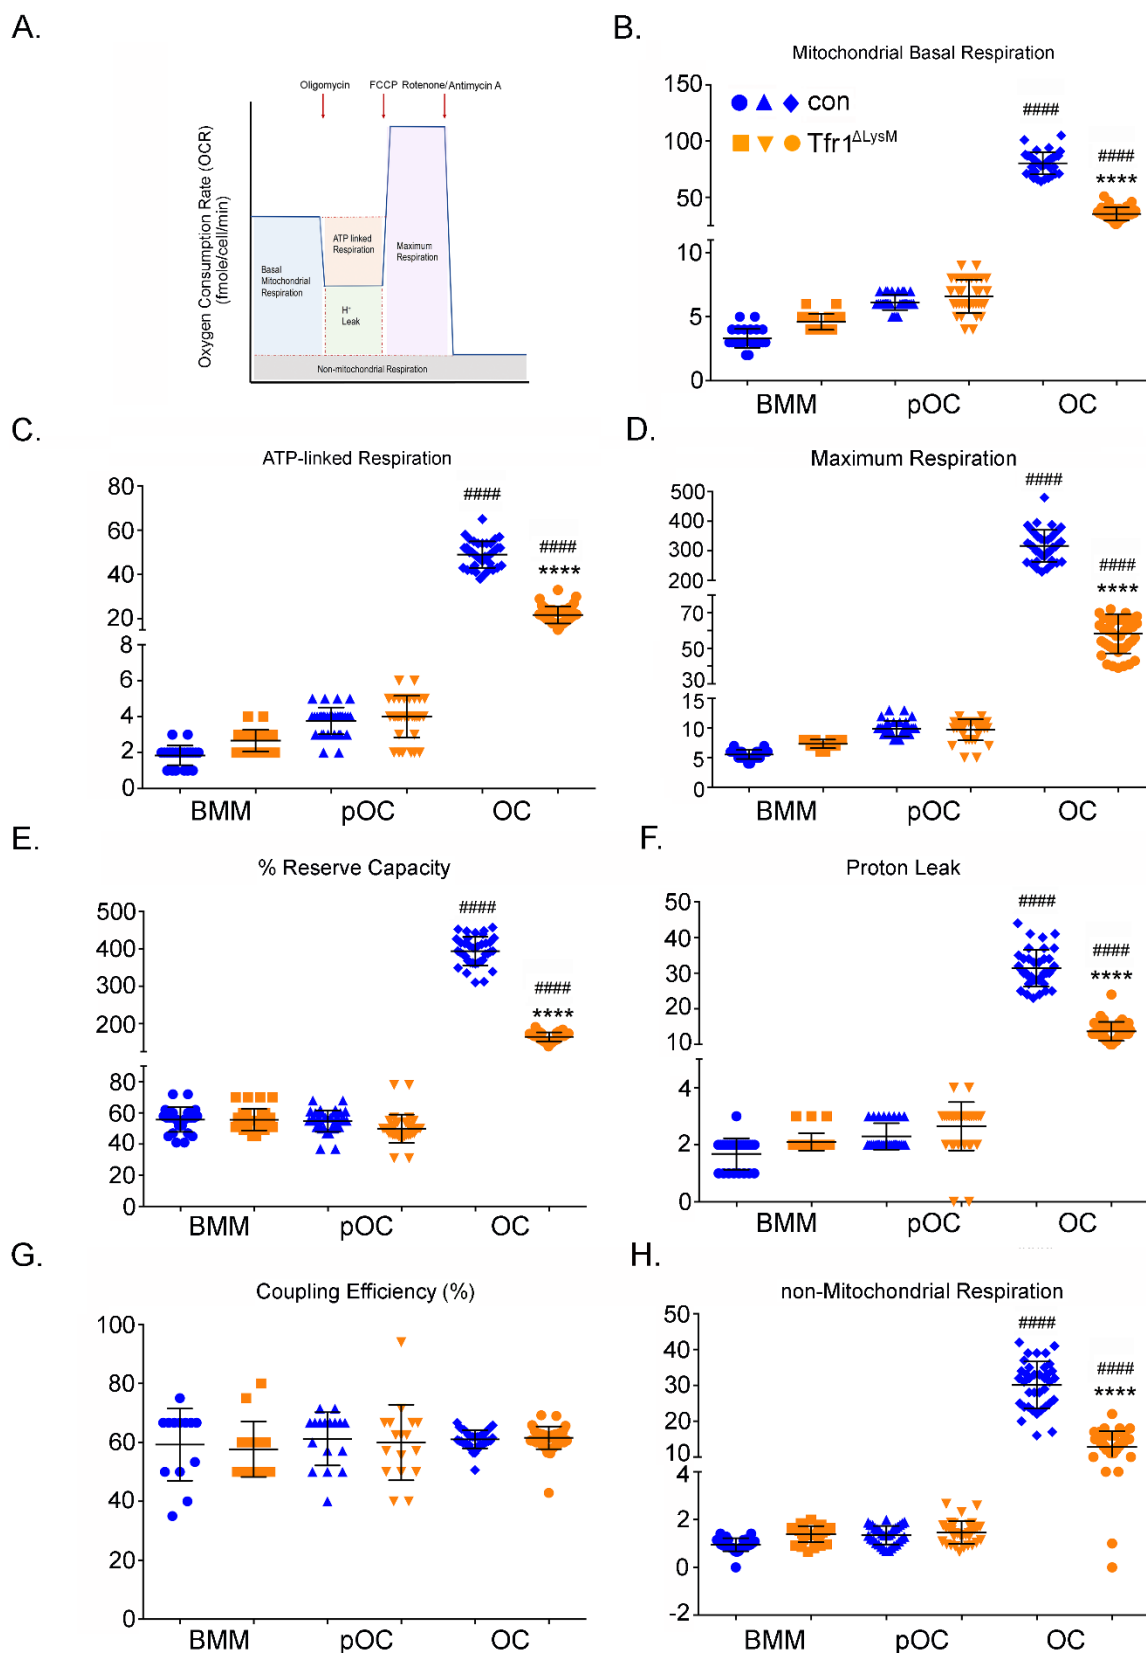 A.
Oligomycin
FCCP
Rotenone/Antimycin A
Oxygen Consumption Rate (OCR)
(fmole/cell/min)
Basal
Mitochondrial
Respiration
ATP linked
Respiration
H⁺
Leak
Maximum
Respiration
Non-mitochondrial Respiration
B.
Mitochondrial Basal Respiration
con
Tfr1ΔLysM
150
100
50
10
5
0
####
####
****
BMM
pOC
OC
C.
ATP-linked Respiration
80
60
40
20
8
6
4
2
0
####
####
****
BMM
pOC
OC
D.
Maximum Respiration
500
400
300
200
70
50
30
15
10
5
0
####
####
****
BMM
pOC
OC
E.
% Reserve Capacity
500
400
300
200
80
60
40
20
0
####
####
****
BMM
pOC
OC
F.
Proton Leak
50
40
30
20
10
4
2
0
####
####
****
BMM
pOC
OC
G.
Coupling Efficiency (%)
100
80
60
40
20
0
BMM
pOC
OC
H.
non-Mitochondrial Respiration
50
40
30
20
10
4
2
0
-2
####
####
****
BMM
pOC
OC